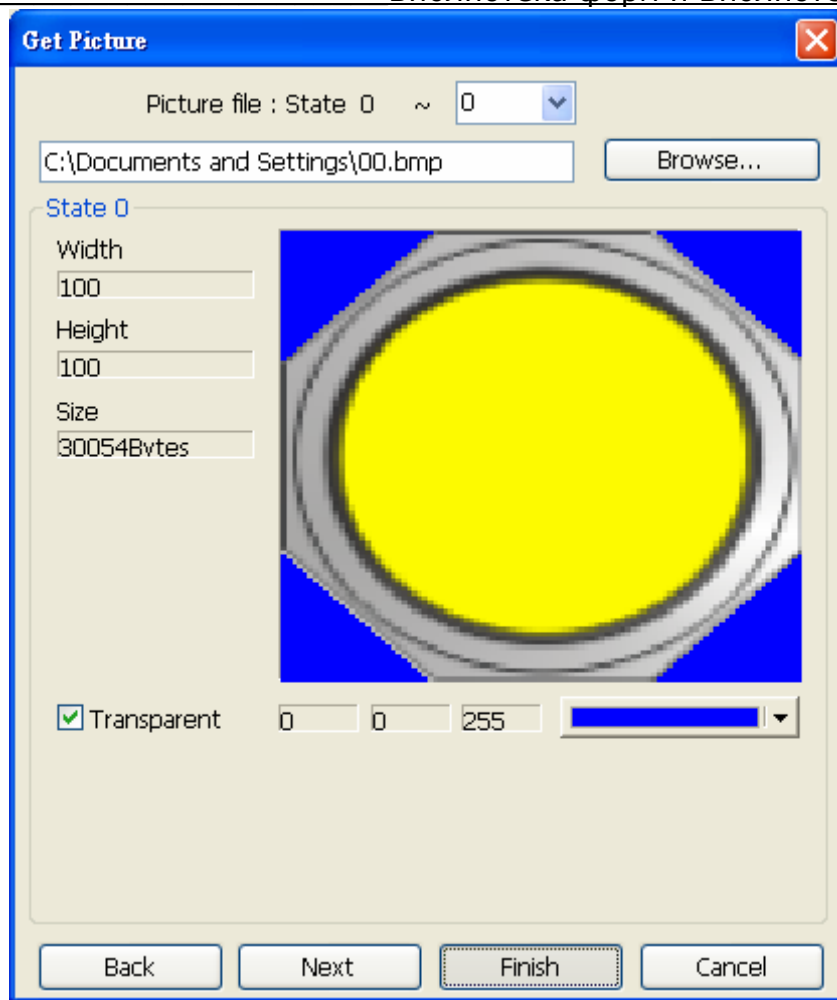 Get Picture
Picture file : State 0 ~ 0
C:\Documents and Settings\00.bmp Browse...
State 0
Width
100
Height
100
Size
30054Bytes
Transparent 0 0 255
Back Next Finish Cancel